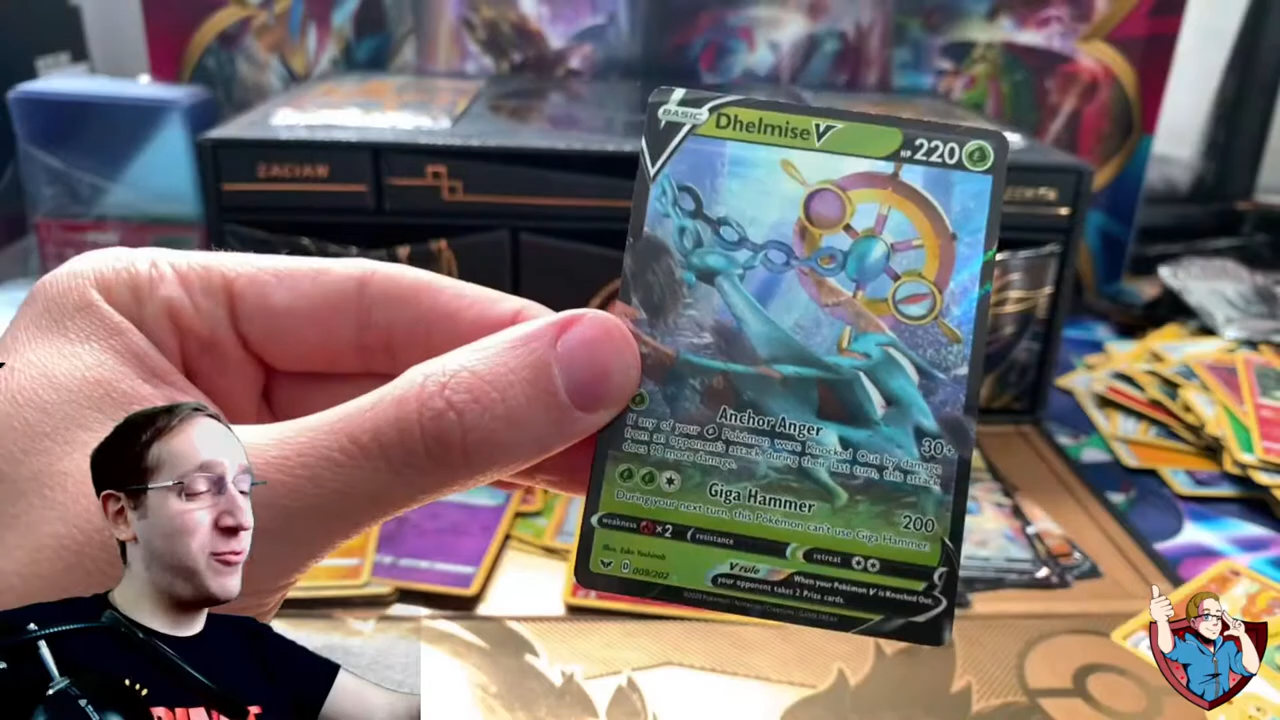 BASIC
Dhelmise V
HP 220
ZACIAN
Anchor Anger
30+
If any of your Pokémon were Knocked Out by damage
from an opponent's attack during their last turn, this attack
does 90 more damage.
Giga Hammer
200
During your next turn, this Pokémon can't use Giga Hammer.
weakness ×2
resistance
retreat
Illus. Eske Yoshinob
V rule
When your Pokémon V is Knocked Out,
your opponent takes 2 Prize cards.
D 009/202